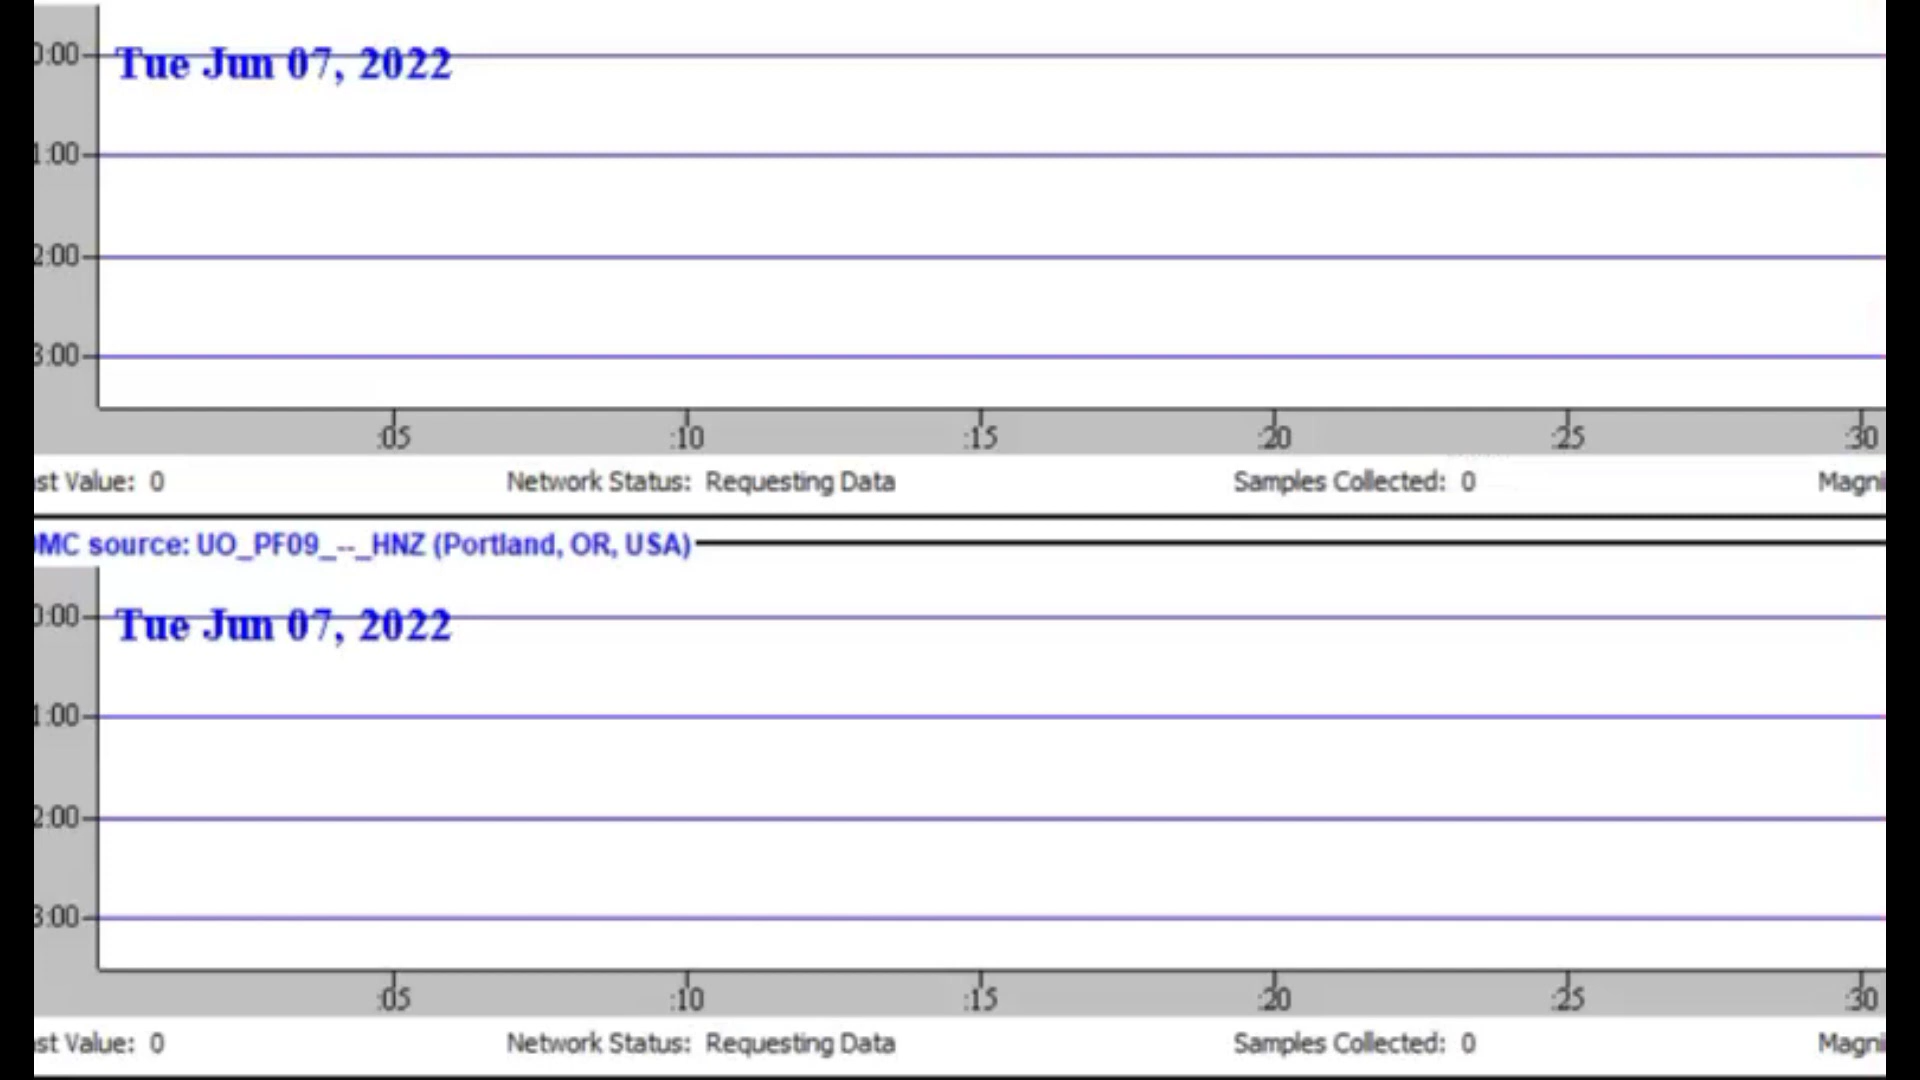 0:00 Tue Jun 07, 2022
1:00
2:00
3:00
:05 :10 :15 :20 :25 :30
ast Value: 0 Network Status: Requesting Data Samples Collected: 0 Magni
DMC source: UO_PF09_--_HNZ (Portland, OR, USA)
0:00 Tue Jun 07, 2022
1:00
2:00
3:00
:05 :10 :15 :20 :25 :30
ast Value: 0 Network Status: Requesting Data Samples Collected: 0 Magni